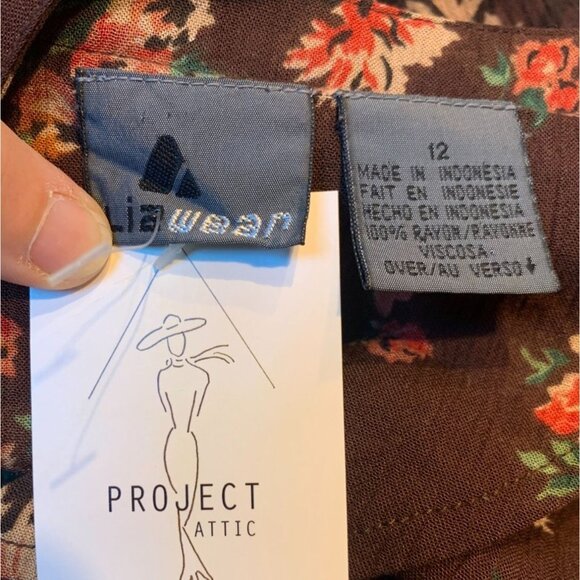 Lia wear
12
MADE IN INDONESIA
FAIT EN INDONESIE
HECHO EN INDONESIA
100% RAYON/RAYONNE
VISCOSA
OVER/AU VERSO
PROJECT
ATTIC